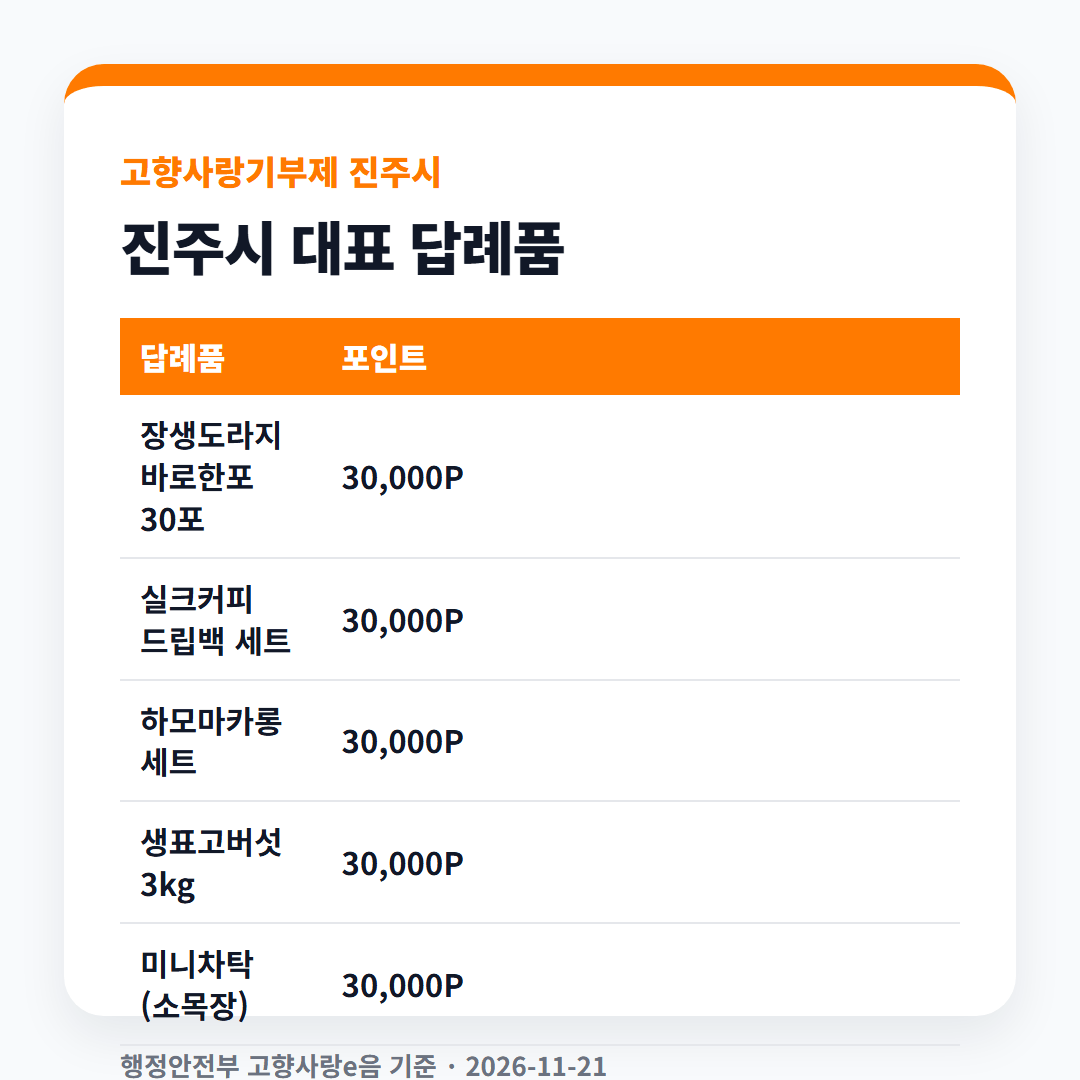 고향사랑기부제 진주시
진주시 대표 답례품
답례품 포인트
장생도라지
바로한포
30포
30,000P
실크커피
드립백 세트
30,000P
하모마카롱
세트
30,000P
생표고버섯
3kg
30,000P
미니차탁
(소목장)
30,000P
행정안전부 고향사랑e음 기준 · 2026-11-21